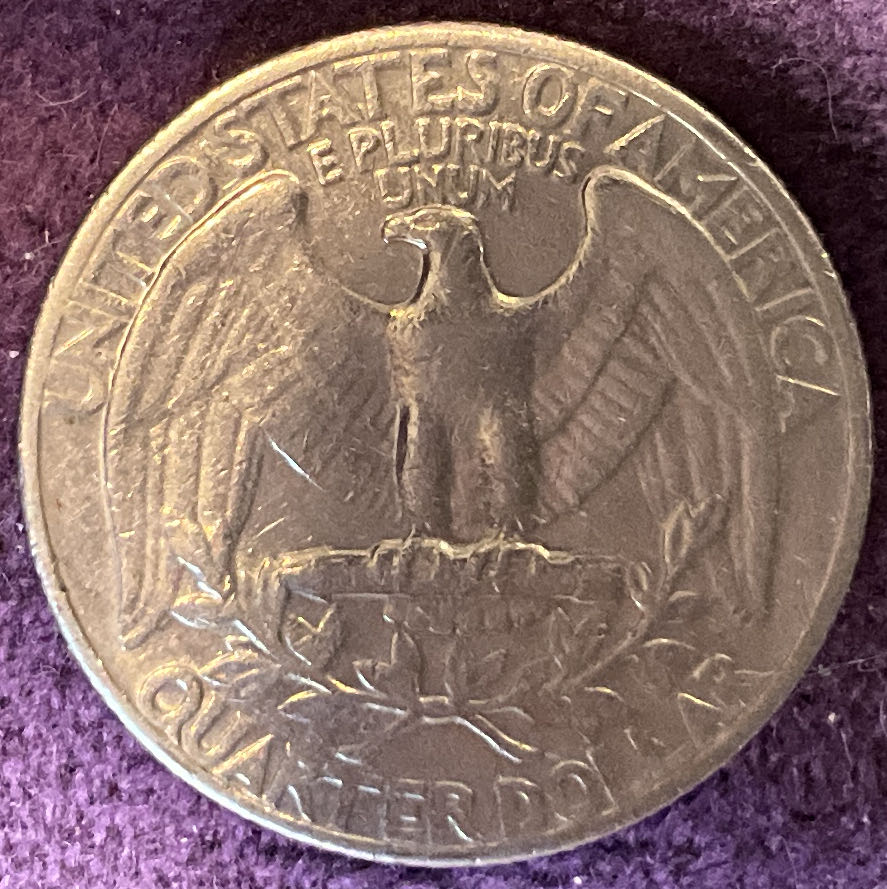 UNITED STATES OF AMERICA
E PLURIBUS
UNUM
QUARTER DOLLAR